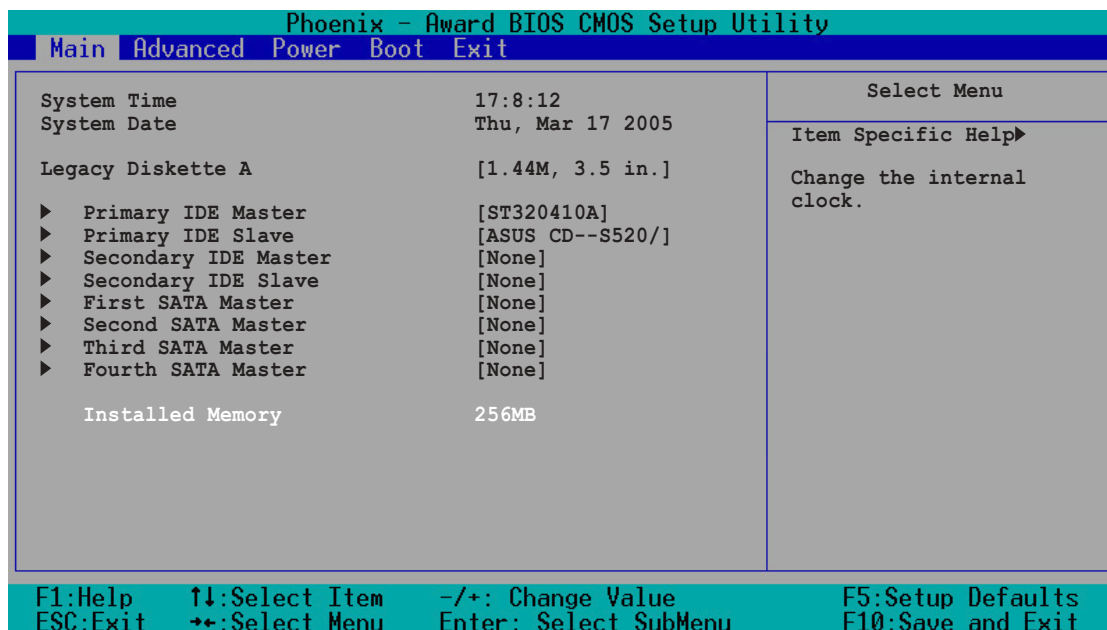 Phoenix - Award BIOS CMOS Setup Utility
Main Advanced Power Boot Exit
System Time 17:8:12
System Date Thu, Mar 17 2005
Legacy Diskette A [1.44M, 3.5 in.]
Primary IDE Master [ST320410A]
Primary IDE Slave [ASUS CD--S520/]
Secondary IDE Master [None]
Secondary IDE Slave [None]
First SATA Master [None]
Second SATA Master [None]
Third SATA Master [None]
Fourth SATA Master [None]
Installed Memory 256MB
Select Menu
Item Specific Help
Change the internal
clock.
F1:Help ↑↓:Select Item -/+: Change Value F5:Setup Defaults
ESC:Exit →←:Select Menu Enter: Select SubMenu F10:Save and Exit